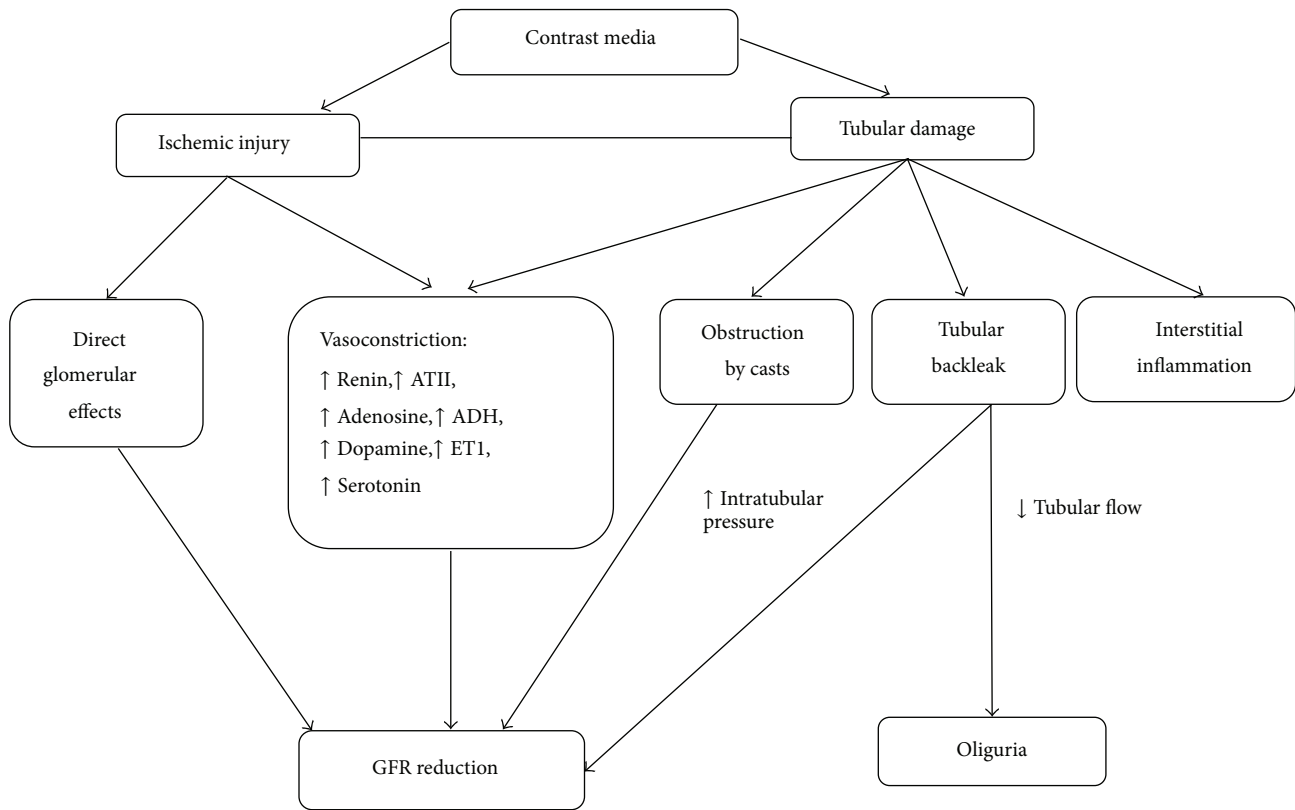 Contrast media
Ischemic injury
Tubular damage
Direct
glomerular
effects
Vasoconstriction:
↑ Renin,↑ ATII,
↑ Adenosine,↑ ADH,
↑ Dopamine,↑ ET1,
↑ Serotonin
Obstruction
by casts
Tubular
backleak
Interstitial
inflammation
↑ Intratubular
pressure
↓ Tubular flow
GFR reduction
Oliguria